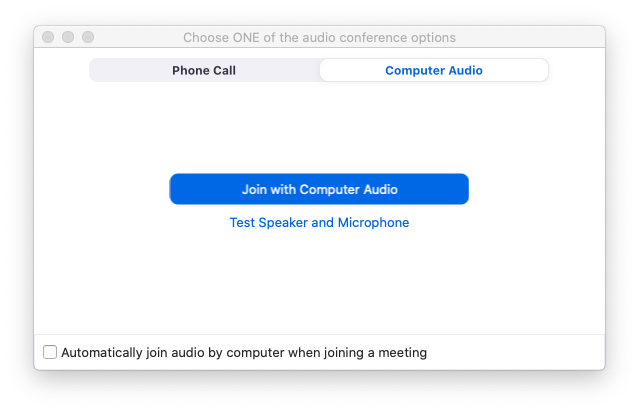 Choose ONE of the audio conference options
Phone Call
Computer Audio
Join with Computer Audio
Test Speaker and Microphone
Automatically join audio by computer when joining a meeting